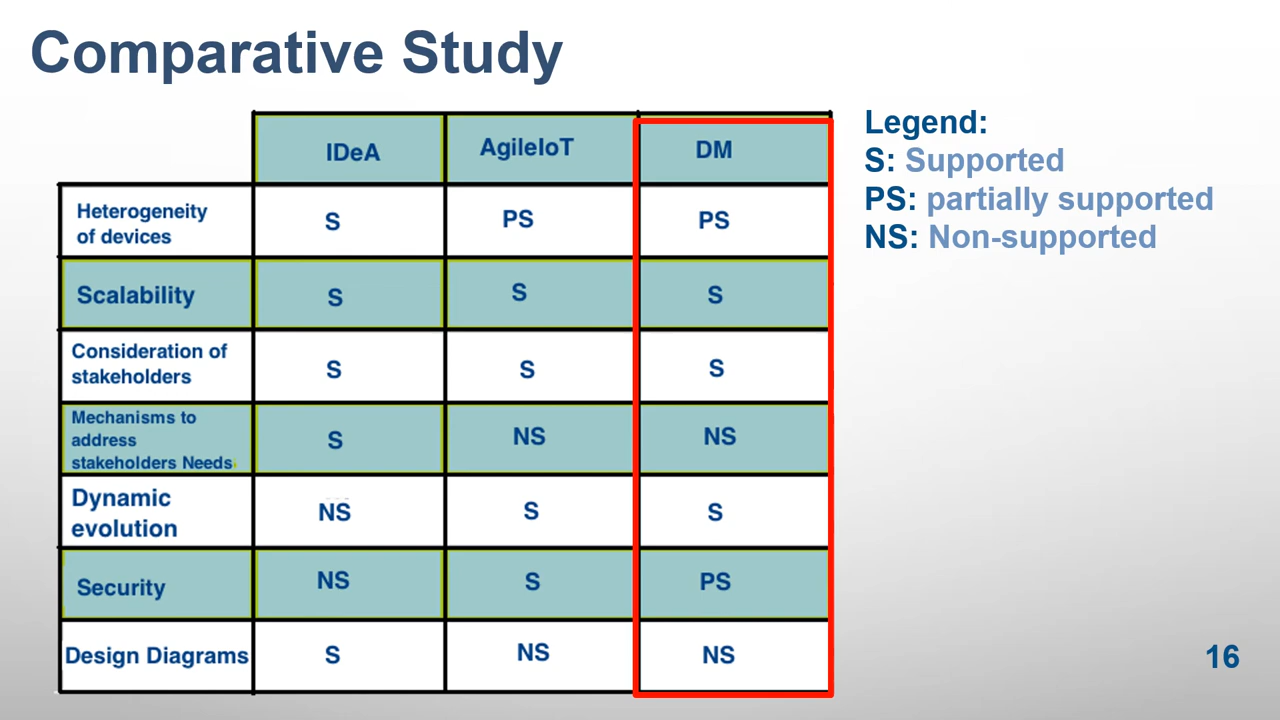 Comparative Study
IDeA AgileIoT DM
Heterogeneity
of devices
S PS PS
Scalability S S S
Consideration of
stakeholders
S S S
Mechanisms to
address
stakeholders Needs
S NS NS
Dynamic
evolution
NS S S
Security NS S PS
Design Diagrams S NS NS
Legend:
S: Supported
PS: partially supported
NS: Non-supported
16